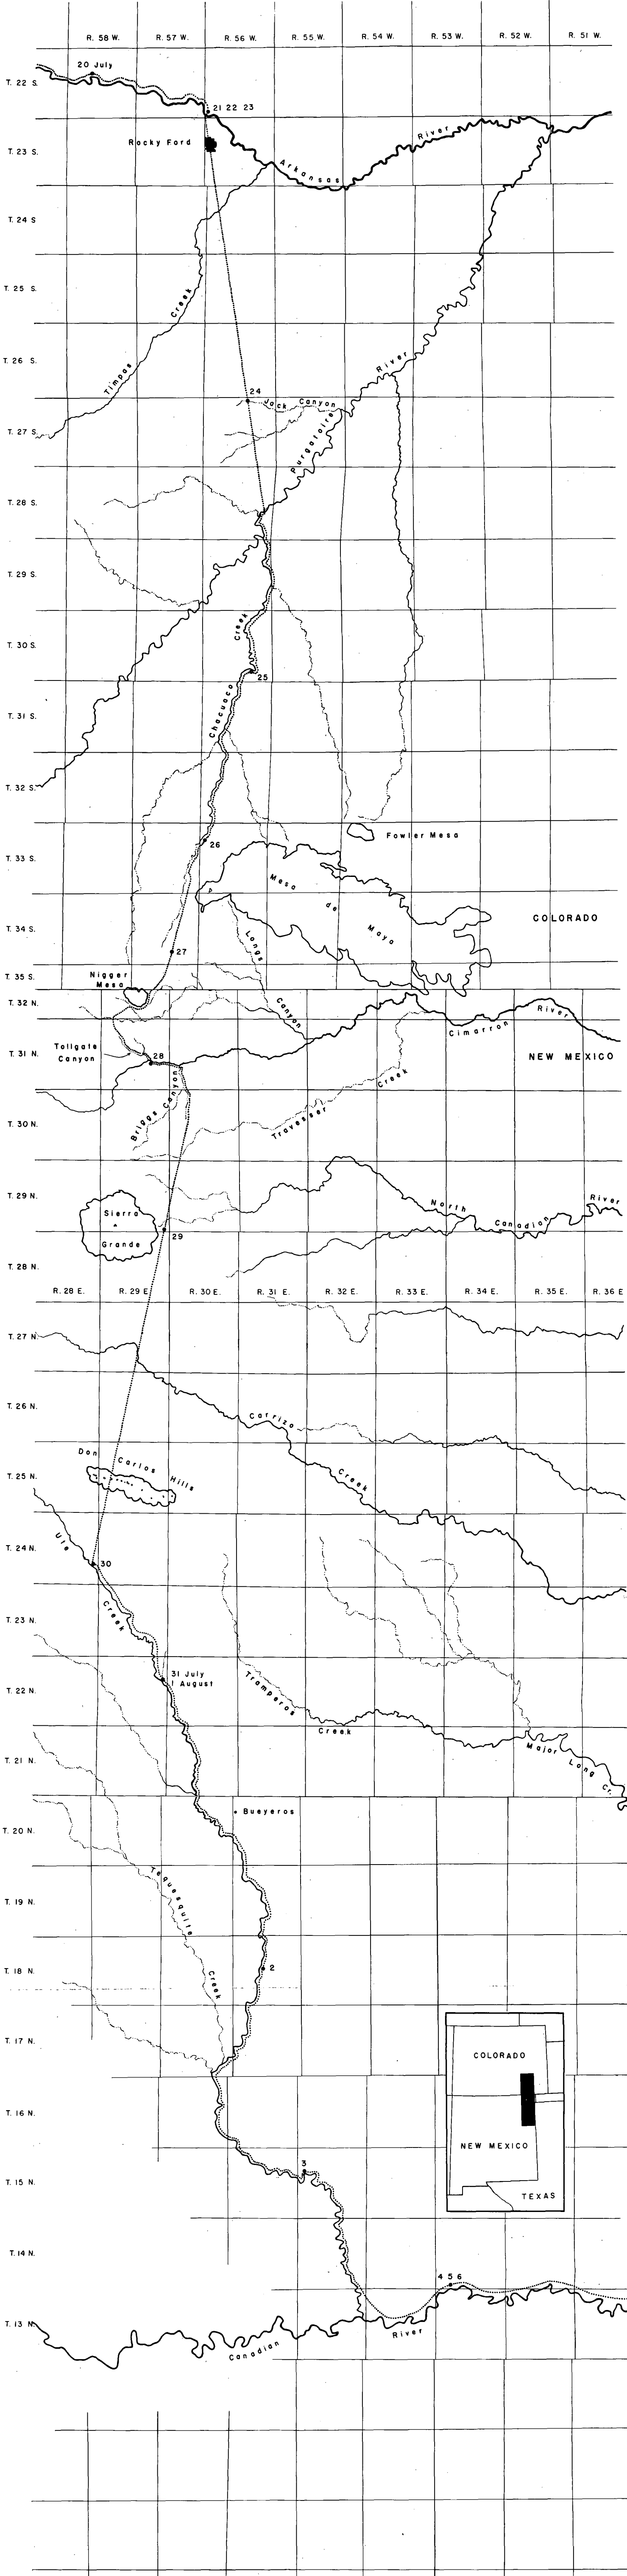 R. 58 W. R. 57 W. R. 56 W. R. 55 W. R. 54 W. R. 53 W. R. 52 W. R. 51 W.
20 July
T. 22 S.
21 22 23
Rocky Ford
T. 23 S.
Arkansas River
T. 24 S.
T. 25 S.
Timpas Creek
T. 26 S.
Purgatoire River
24
Jack Canyon
T. 27 S.
T. 28 S.
T. 29 S.
T. 30 S.
Chacuaco Creek
25
T. 31 S.
T. 32 S.
Fowler Mesa
26
T. 33 S.
Mesa de Maya
T. 34 S.
COLORADO
Longs Canyon
27
T. 35 S.
Nigger
Mesa
T. 32 N.
Cimarron River
Tollgate
Canyon
T. 31 N.
28
NEW MEXICO
Briggs Canyon
Travesser Creek
T. 30 N.
T. 29 N.
Sierra
Grande
29
North Canadian River
T. 28 N.
R. 28 E. R. 29 E. R. 30 E. R. 31 E. R. 32 E. R. 33 E. R. 34 E. R. 35 E. R. 36 E
T. 27 N.
T. 26 N.
Carrizo Creek
Don Carlos Hills
T. 25 N.
Ute Creek
T. 24 N.
30
T. 23 N.
31 July
1 August
T. 22 N.
Tramperos Creek
Major Long Cr.
T. 21 N.
Bueyeros
T. 20 N.
Tequesquite Creek
T. 19 N.
T. 18 N.
2
T. 17 N.
COLORADO
T. 16 N.
NEW MEXICO
TEXAS
T. 15 N.
3
T. 14 N.
4 5 6
T. 13 N.
Canadian River